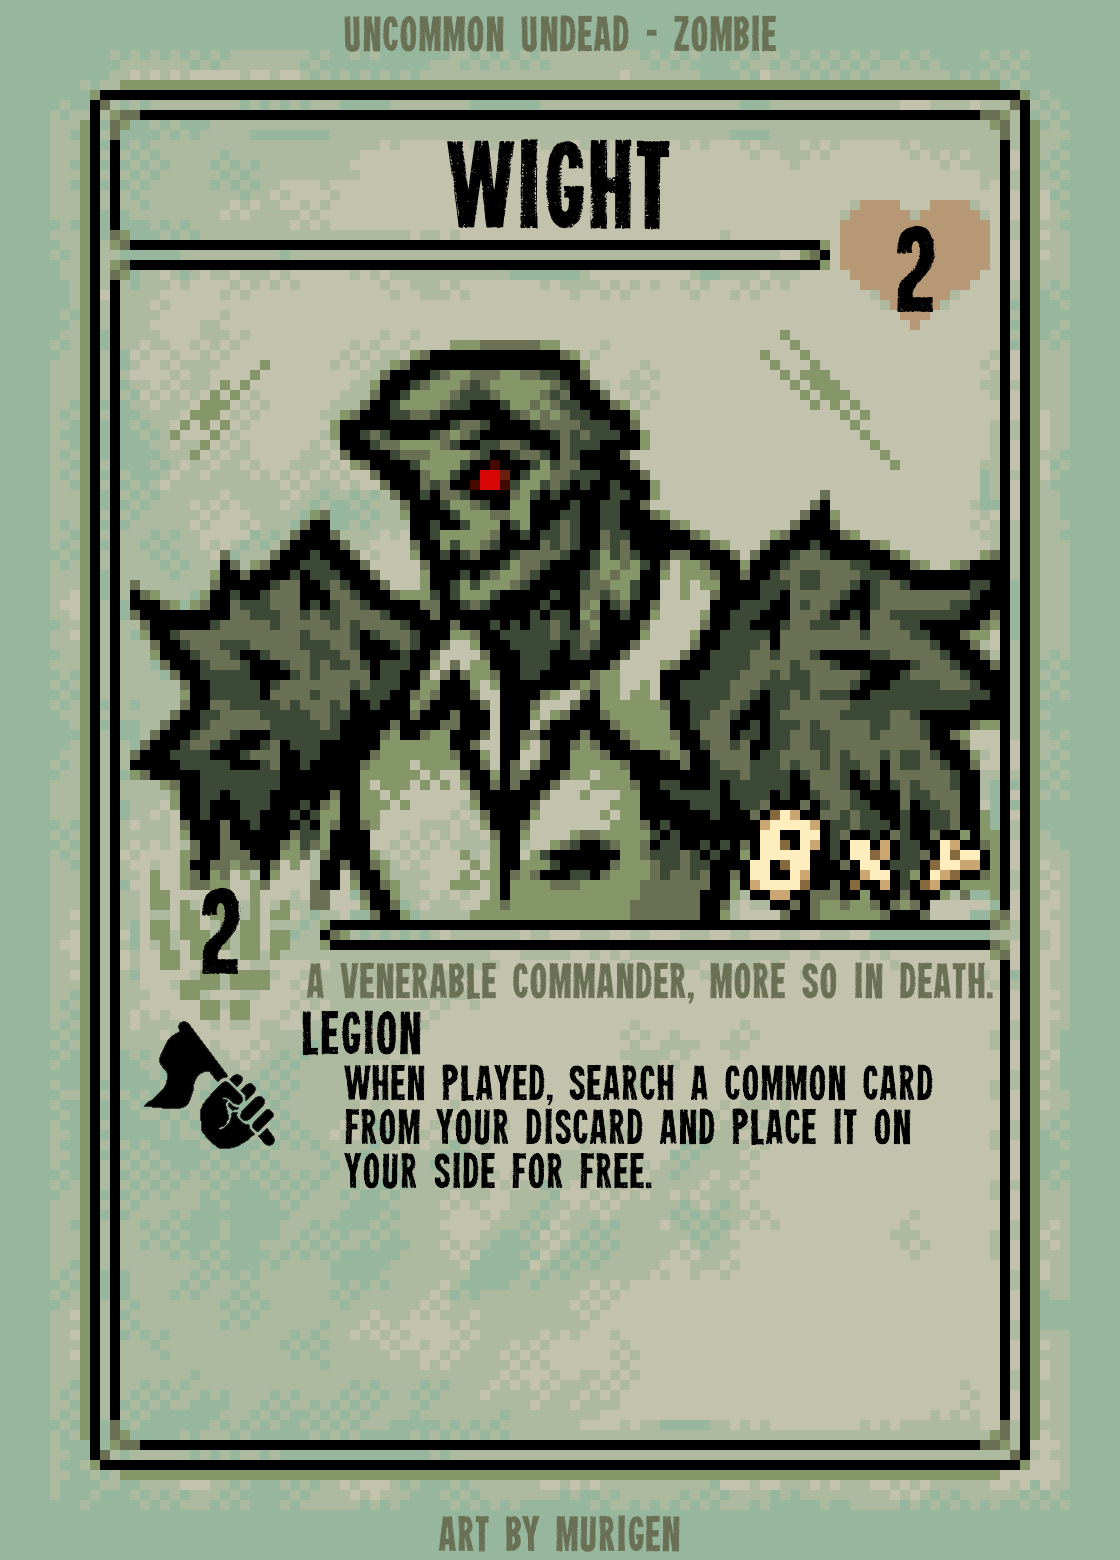 UNCOMMON UNDEAD - ZOMBIE
WIGHT
2
8 x y
2
A VENERABLE COMMANDER, MORE SO IN DEATH.
LEGION
WHEN PLAYED, SEARCH A COMMON CARD
FROM YOUR DISCARD AND PLACE IT ON
YOUR SIDE FOR FREE.
ART BY MURIGEN